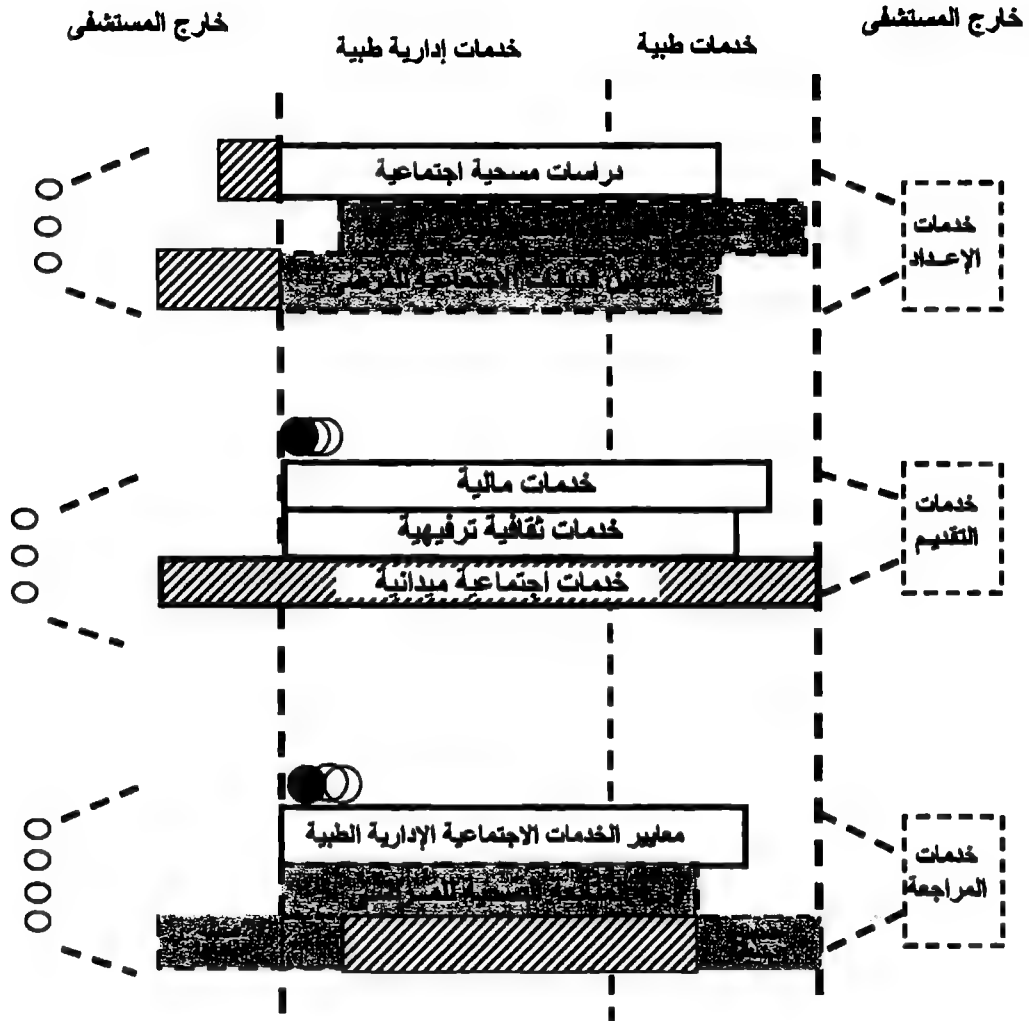 خارج المستشفى
خدمات طبية
خدمات إدارية طبية
خارج المستشفى
دراسات مسحية اجتماعية
الاجتماعية
خدمات
الإعداد
خدمات مالية
خدمات ثقافية ترفيهية
خدمات اجتماعية ميدانية
خدمات
التقديم
معايير الخدمات الاجتماعية الإدارية الطبية
خدمات
المراجعة